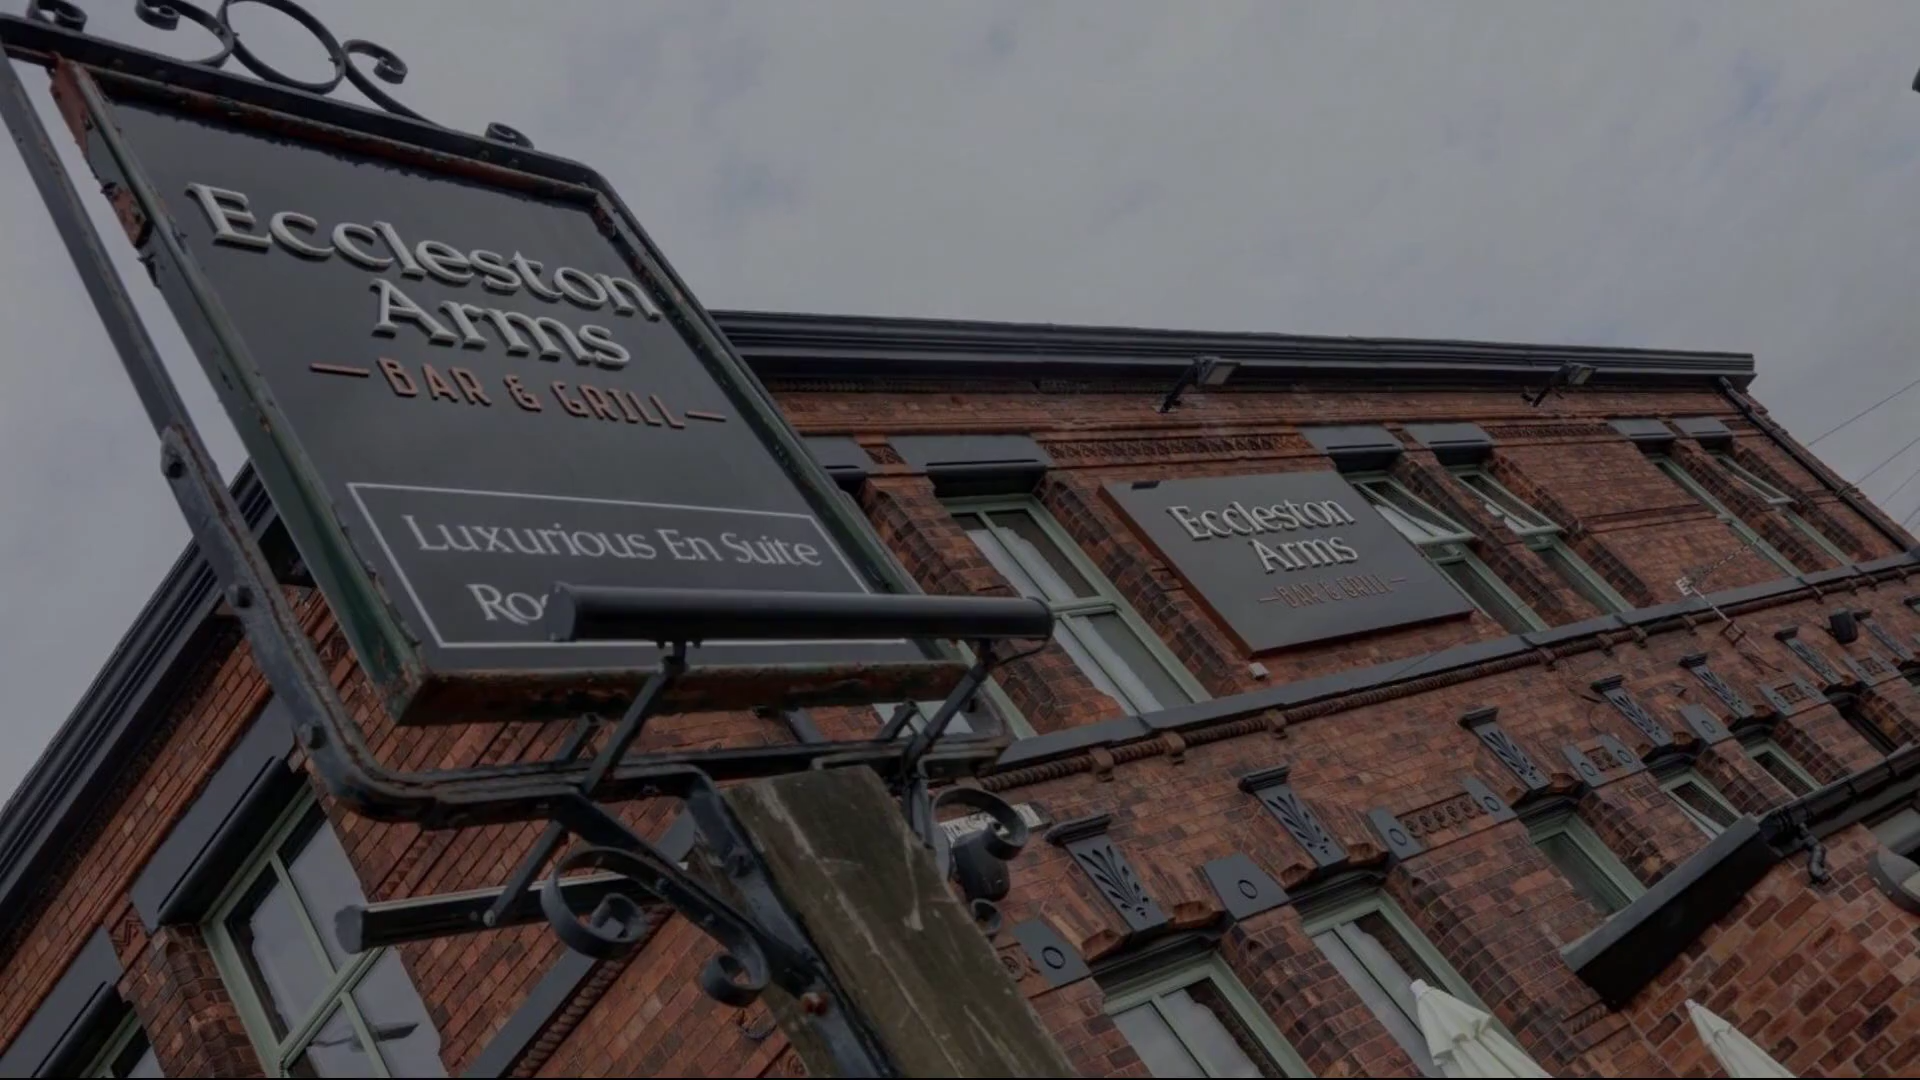 Eccleston
Arms
BAR & GRILL
Luxurious En Suite
Eccleston
Arms
BAR & GRILL